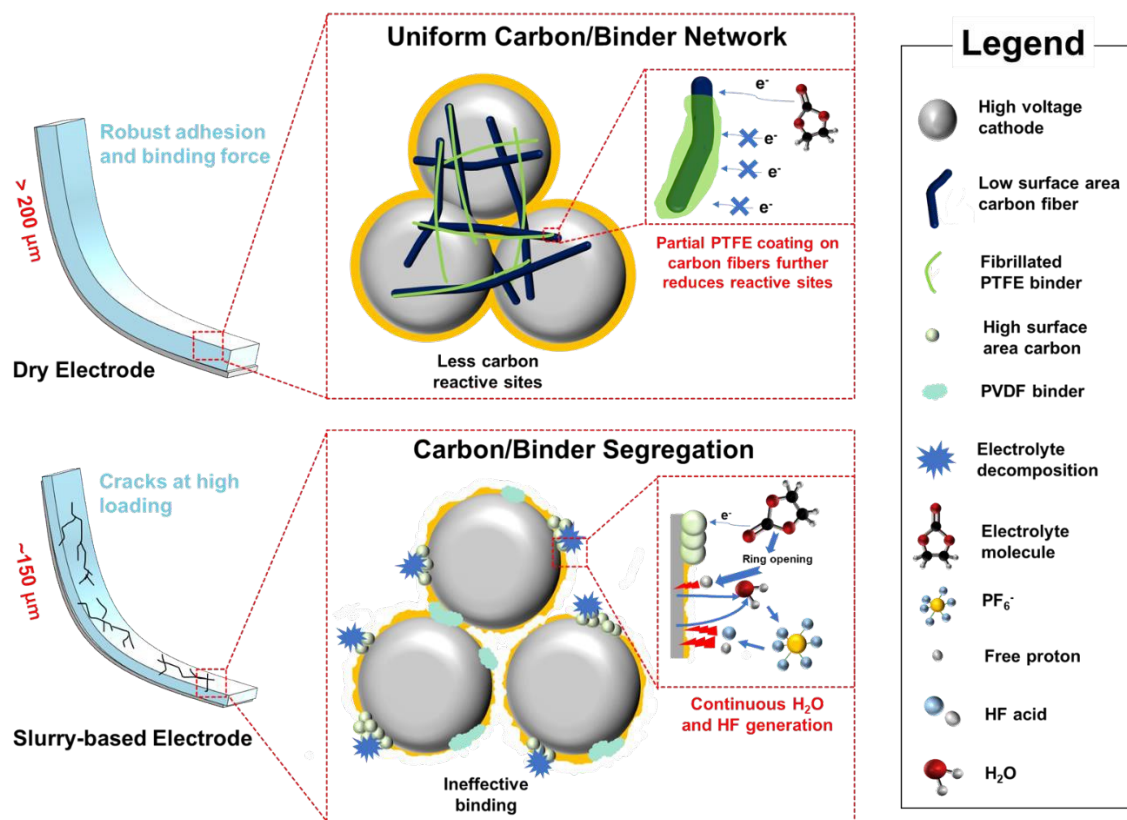 Uniform Carbon/Binder Network
Robust adhesion
and binding force
> 200 μm
Dry Electrode
e-
e-
e-
e-
Partial PTFE coating on
carbon fibers further
reduces reactive sites
Less carbon
reactive sites
Carbon/Binder Segregation
Cracks at high
loading
~150 μm
Slurry-based Electrode
e-
Ring opening
Continuous H₂O
and HF generation
Ineffective
binding
Legend
High voltage
cathode
Low surface area
carbon fiber
Fibrillated
PTFE binder
High surface
area carbon
PVDF binder
Electrolyte
decomposition
Electrolyte
molecule
PF₆⁻
Free proton
HF acid
H₂O